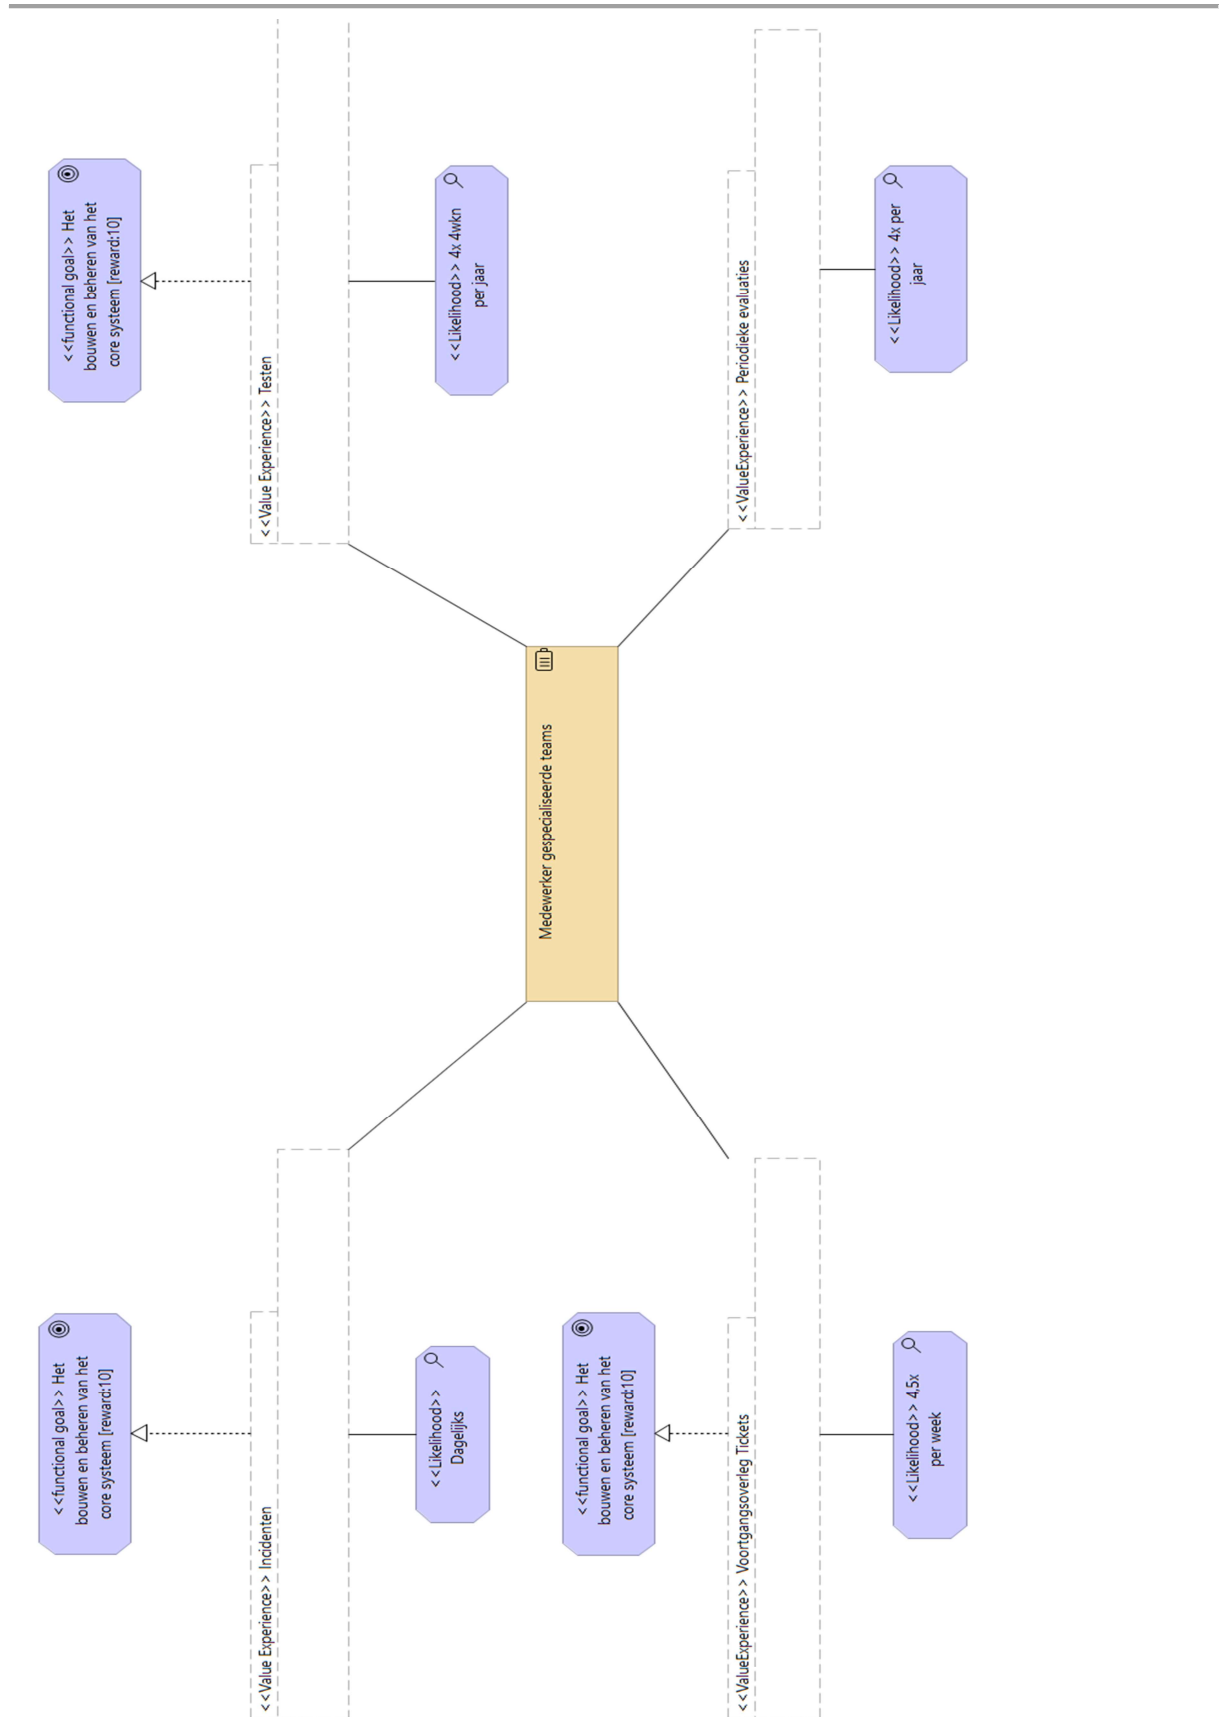 <<functional goal>> Het
bouwen en beheren van het
core systeem [reward:10]
<<functional goal>> Het
bouwen en beheren van het
core systeem [reward:10]
<<Value Experience>> Incidenten
<<Value Experience>> Testen
<<Likelihood>>
Dagelijks
<<Likelihood>> 4x 4wkn
per jaar
Medewerker gespecialiseerde teams
<<functional goal>> Het
bouwen en beheren van het
core systeem [reward:10]
<<ValueExperience>> Voortgangsoverleg Tickets
<<ValueExperience>> Periodieke evaluaties
<<Likelihood>> 4,5x
per week
<<Likelihood>> 4x per
jaar